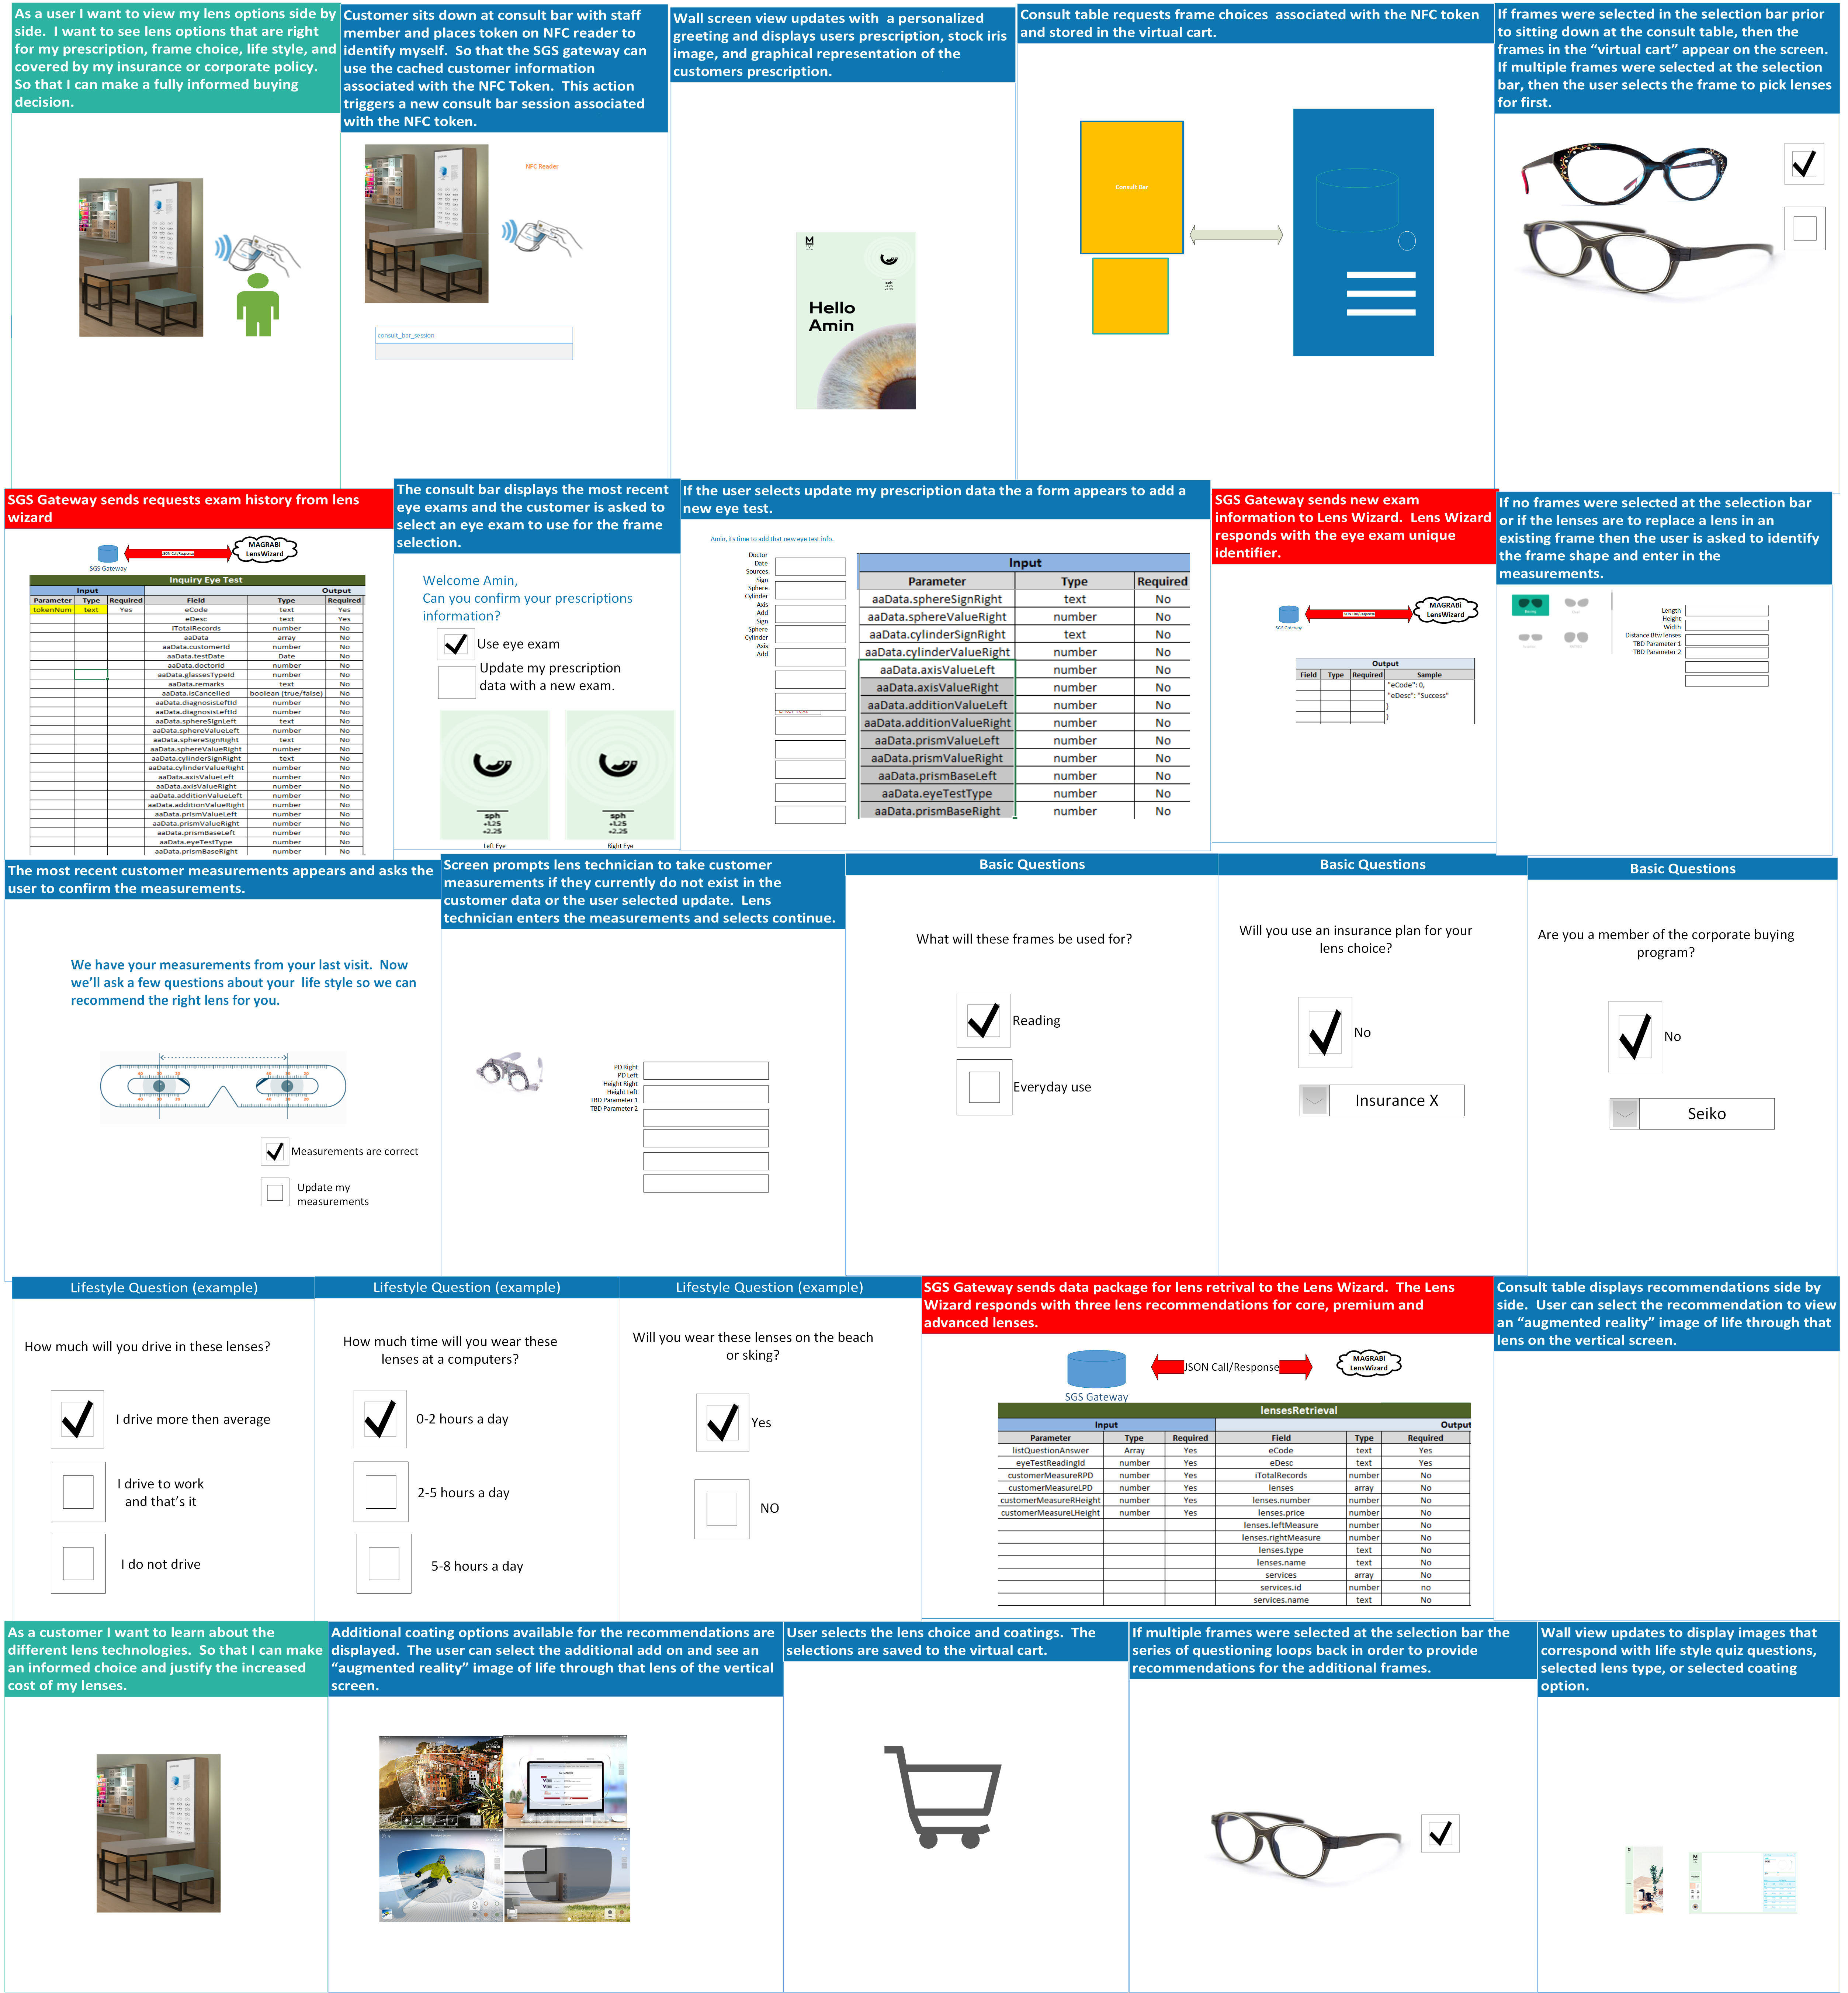 As a user I want to view my lens options side by
side.  I want to see lens options that are right
for my prescription, frame choice, life style, and
covered by my insurance or corporate policy.
So that I can make a fully informed buying
decision.
Customer sits down at consult bar with staff
member and places token on NFC reader to
identify myself.  So that the SGS gateway can
use the cached customer information
associated with the NFC Token.  This action
triggers a new consult bar session associated
with the NFC token.
NFC Reader
consult_bar_session
Wall screen view updates with  a personalized
greeting and displays users prescription, stock iris
image, and graphical representation of the
customers prescription.
M
sph
Hello
Amin
Consult table requests frame choices  associated with the NFC token
and stored in the virtual cart.
Consult Bar
If frames were selected in the selection bar prior
to sitting down at the consult table, then the
frames in the “virtual cart” appear on the screen.
If multiple frames were selected at the selection
bar, then the user selects the frame to pick lenses
for first.
SGS Gateway sends requests exam history from lens
wizard
SGS Gateway
JSON Call/Response
MAGRABi
LensWizard
Inquiry Eye Test
Input Output
Parameter Type Required Field Type Required
tokenNum text Yes eCode text Yes
eDesc text Yes
iTotalRecords number No
aaData array No
aaData.customerId number No
aaData.testDate Date No
aaData.doctorId number No
aaData.glassesTypeId number No
aaData.remarks text No
aaData.isCancelled boolean (true/false) No
aaData.diagnosisLeftId number No
aaData.diagnosisLeftId number No
aaData.sphereSignLeft text No
aaData.sphereValueLeft number No
aaData.sphereSignRight text No
aaData.sphereValueRight number No
aaData.cylinderSignRight text No
aaData.cylinderValueRight number No
aaData.axisValueLeft number No
aaData.axisValueRight number No
aaData.additionValueLeft number No
aaData.additionValueRight number No
aaData.prismValueLeft number No
aaData.prismValueRight number No
aaData.prismBaseLeft number No
aaData.eyeTestType number No
aaData.prismBaseRight number No
The consult bar displays the most recent
eye exams and the customer is asked to
select an eye exam to use for the frame
selection.
Welcome Amin,
Can you confirm your prescriptions
information?
Use eye exam
Update my prescription
data with a new exam.
sph
+1.25
+2.25
sph
+1.25
+2.25
Left Eye
Right Eye
If the user selects update my prescription data the a form appears to add a
new eye test.
Amin, its time to add that new eye test info.
Doctor
Date
Sources
Sign
Sphere
Cylinder
Axis
Add
Sign
Sphere
Cylinder
Axis
Add
Input
Parameter Type Required
aaData.sphereSignRight text No
aaData.sphereValueRight number No
aaData.cylinderSignRight text No
aaData.cylinderValueRight number No
aaData.axisValueLeft number No
aaData.axisValueRight number No
aaData.additionValueLeft number No
aaData.additionValueRight number No
aaData.prismValueLeft number No
aaData.prismValueRight number No
aaData.prismBaseLeft number No
aaData.eyeTestType number No
aaData.prismBaseRight number No
SGS Gateway sends new exam
information to Lens Wizard.  Lens Wizard
responds with the eye exam unique
identifier.
SGS Gateway
JSON Call/Response
MAGRABi
LensWizard
Output
Field Type Required Sample
"eCode": 0,
"eDesc": "Success"
}
}
If no frames were selected at the selection bar
or if the lenses are to replace a lens in an
existing frame then the user is asked to identify
the frame shape and enter in the
measurements.
Length
Height
Width
Distance Btw lenses
TBD Parameter 1
TBD Parameter 2
The most recent customer measurements appears and asks the
user to confirm the measurements.
We have your measurements from your last visit.  Now
we’ll ask a few questions about your  life style so we can
recommend the right lens for you.
Measurements are correct
Update my
measurements
Screen prompts lens technician to take customer
measurements if they currently do not exist in the
customer data or the user selected update.  Lens
technician enters the measurements and selects continue.
PD Right
PD Left
Height Right
Height Left
TBD Parameter 1
TBD Parameter 2
Basic Questions
What will these frames be used for?
Reading
Everyday use
Basic Questions
Will you use an insurance plan for your
lens choice?
No
Insurance X
Basic Questions
Are you a member of the corporate buying
program?
No
Seiko
Lifestyle Question (example)
How much will you drive in these lenses?
I drive more then average
I drive to work
and that’s it
I do not drive
Lifestyle Question (example)
How much time will you wear these
lenses at a computers?
0-2 hours a day
2-5 hours a day
5-8 hours a day
Lifestyle Question (example)
Will you wear these lenses on the beach
or sking?
Yes
NO
SGS Gateway sends data package for lens retrival to the Lens Wizard.  The Lens
Wizard responds with three lens recommendations for core, premium and
advanced lenses.
SGS Gateway
JSON Call/Response
MAGRABi
LensWizard
lensesRetrieval
Input Output
Parameter Type Required Field Type Required
listQuestionAnswer Array Yes eCode text Yes
eyeTestReadingId number Yes eDesc text Yes
customerMeasureRPD number Yes iTotalRecords number No
customerMeasureLPD number Yes lenses array No
customerMeasureRHeight number Yes lenses.number number No
customerMeasureLHeight number Yes lenses.price number No
lenses.leftMeasure number No
lenses.rightMeasure number No
lenses.type text No
lenses.name text No
services array No
services.id number no
services.name text No
Consult table displays recommendations side by
side.  User can select the recommendation to view
an “augmented reality” image of life through that
lens on the vertical screen.
As a customer I want to learn about the
different lens technologies.  So that I can make
an informed choice and justify the increased
cost of my lenses.
Additional coating options available for the recommendations are
displayed.  The user can select the additional add on and see an
“augmented reality” image of life through that lens of the vertical
screen.
User selects the lens choice and coatings.  The
selections are saved to the virtual cart.
If multiple frames were selected at the selection bar the
series of questioning loops back in order to provide
recommendations for the additional frames.
Wall view updates to display images that
correspond with life style quiz questions,
selected lens type, or selected coating
option.